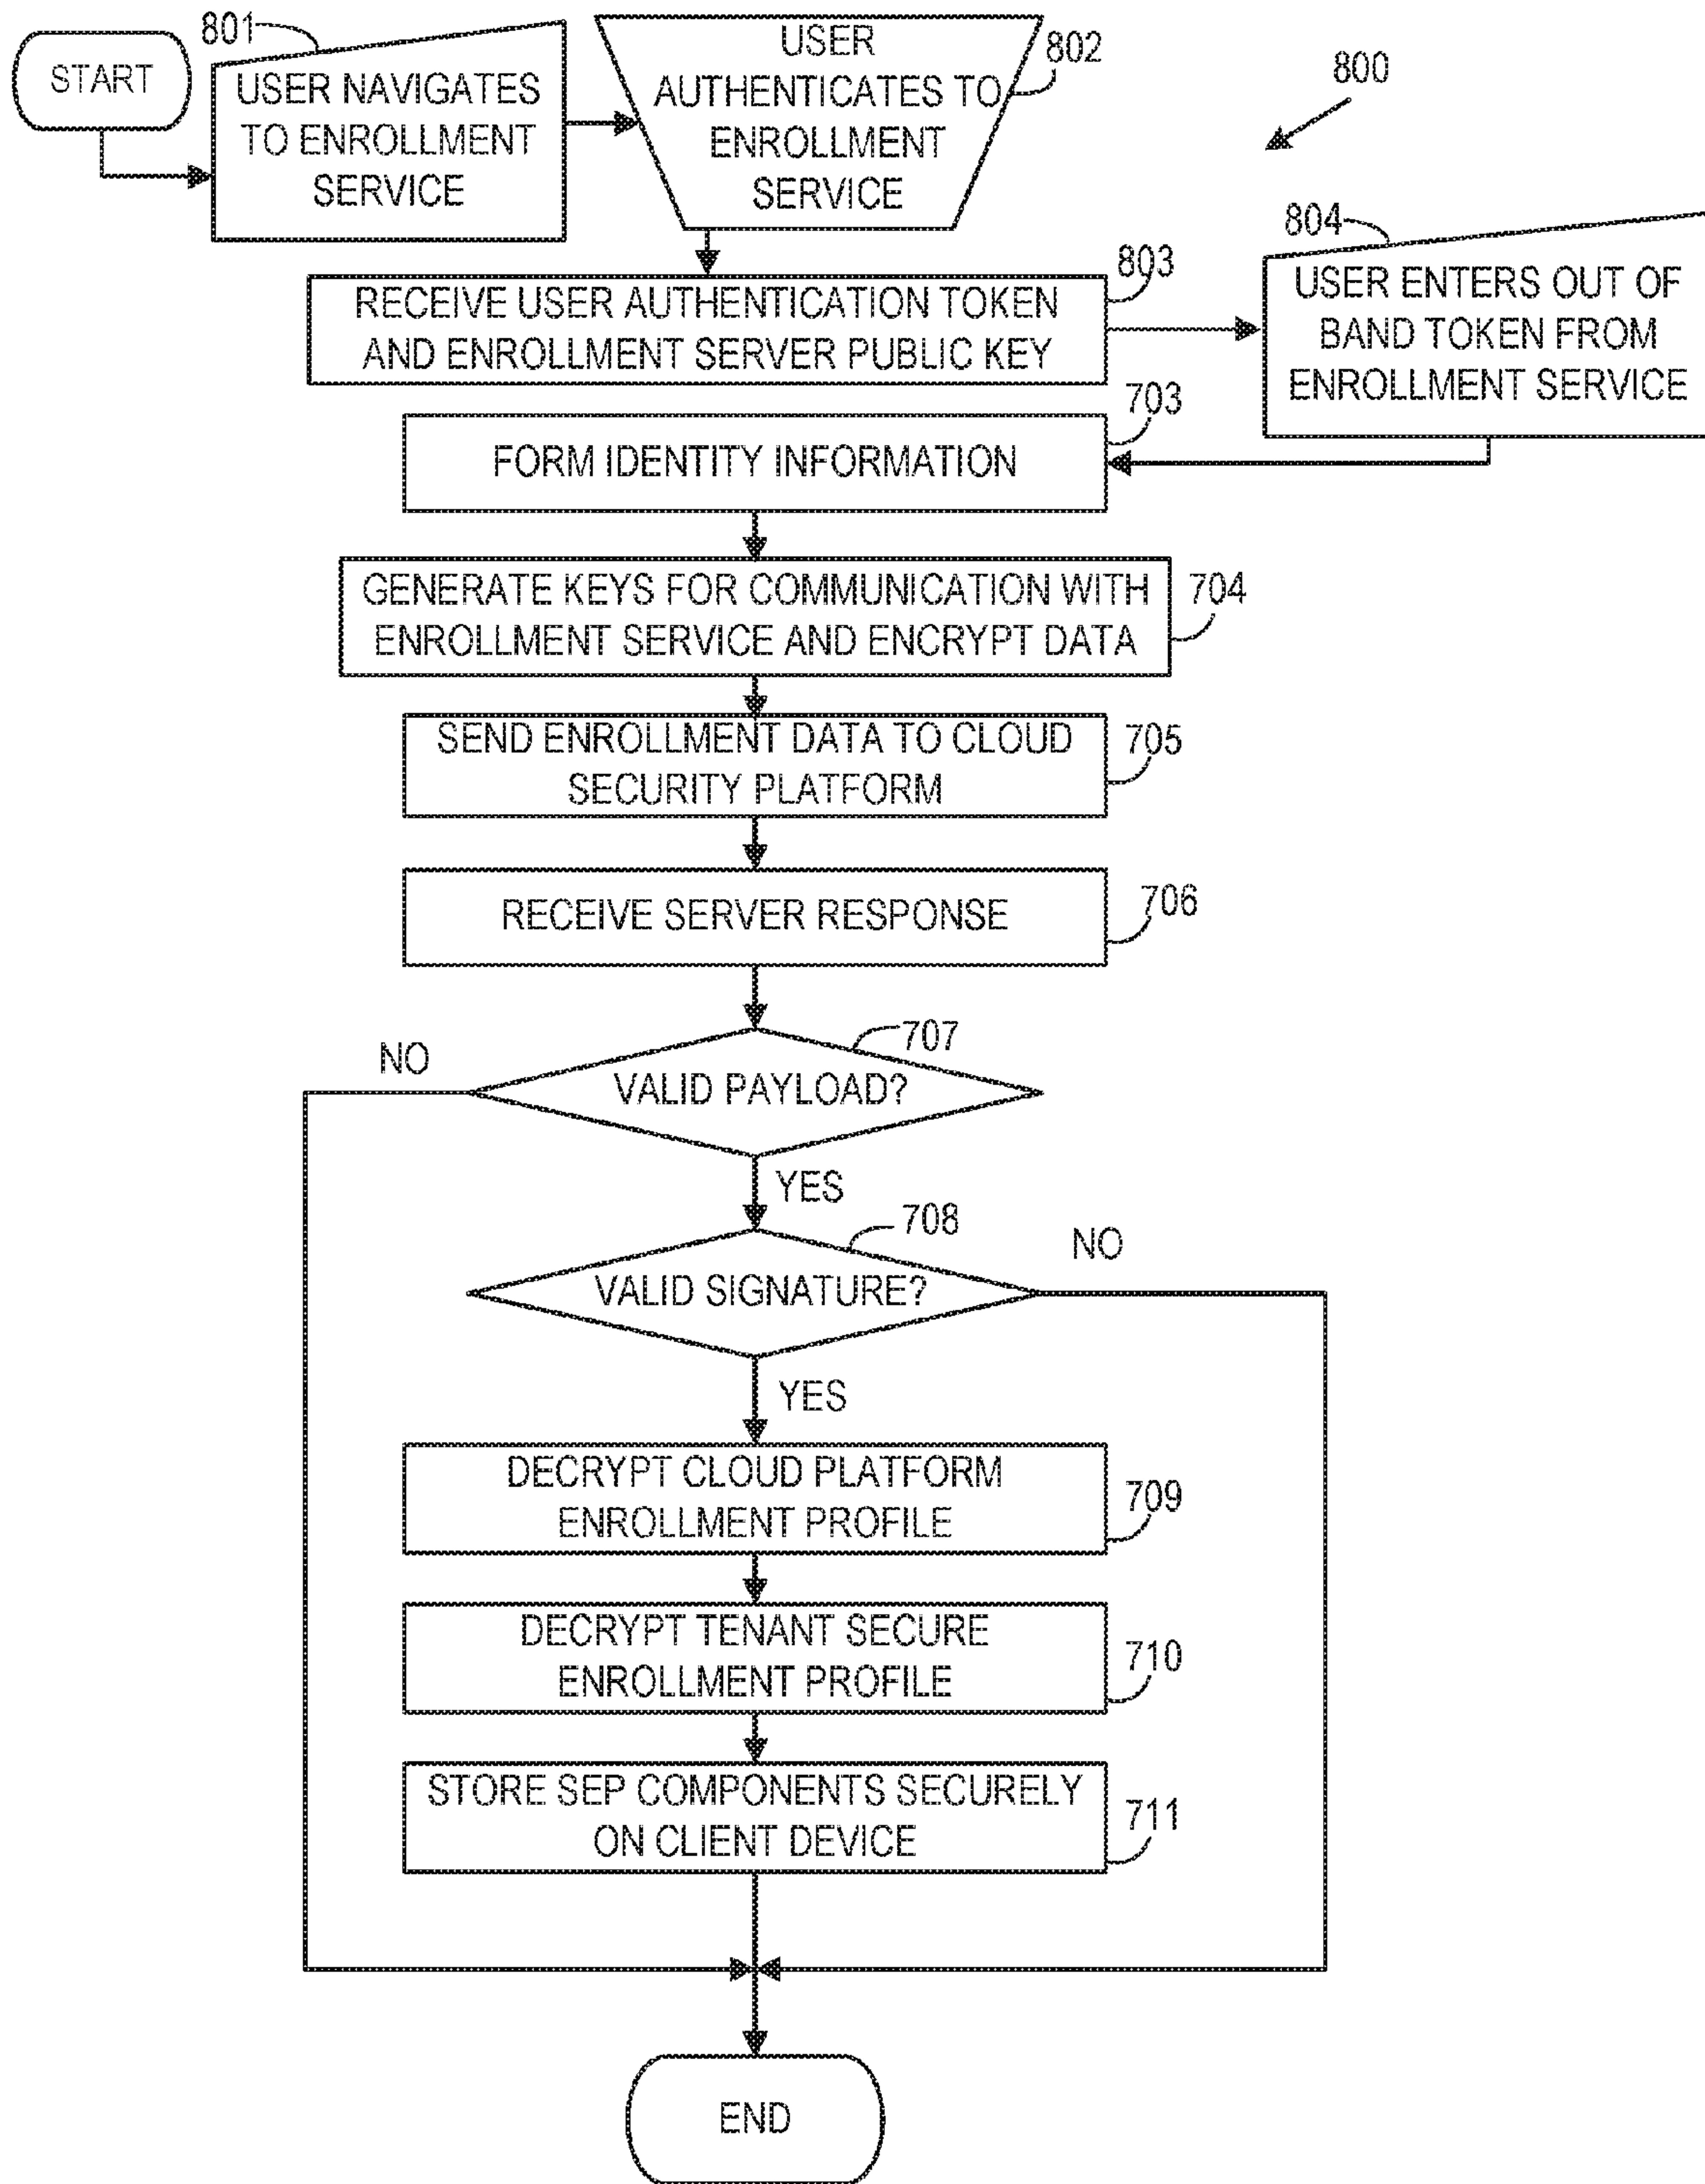 START
801
USER NAVIGATES
TO ENROLLMENT
SERVICE
USER
AUTHENTICATES TO
ENROLLMENT
SERVICE
802
800
803
RECEIVE USER AUTHENTICATION TOKEN
AND ENROLLMENT SERVER PUBLIC KEY
804
USER ENTERS OUT OF
BAND TOKEN FROM
ENROLLMENT SERVICE
703
FORM IDENTITY INFORMATION
GENERATE KEYS FOR COMMUNICATION WITH
ENROLLMENT SERVICE AND ENCRYPT DATA
704
SEND ENROLLMENT DATA TO CLOUD
SECURITY PLATFORM
705
RECEIVE SERVER RESPONSE
706
707
NO
VALID PAYLOAD?
YES
708
NO
VALID SIGNATURE?
YES
DECRYPT CLOUD PLATFORM
ENROLLMENT PROFILE
709
DECRYPT TENANT SECURE
ENROLLMENT PROFILE
710
STORE SEP COMPONENTS SECURELY
ON CLIENT DEVICE
711
END